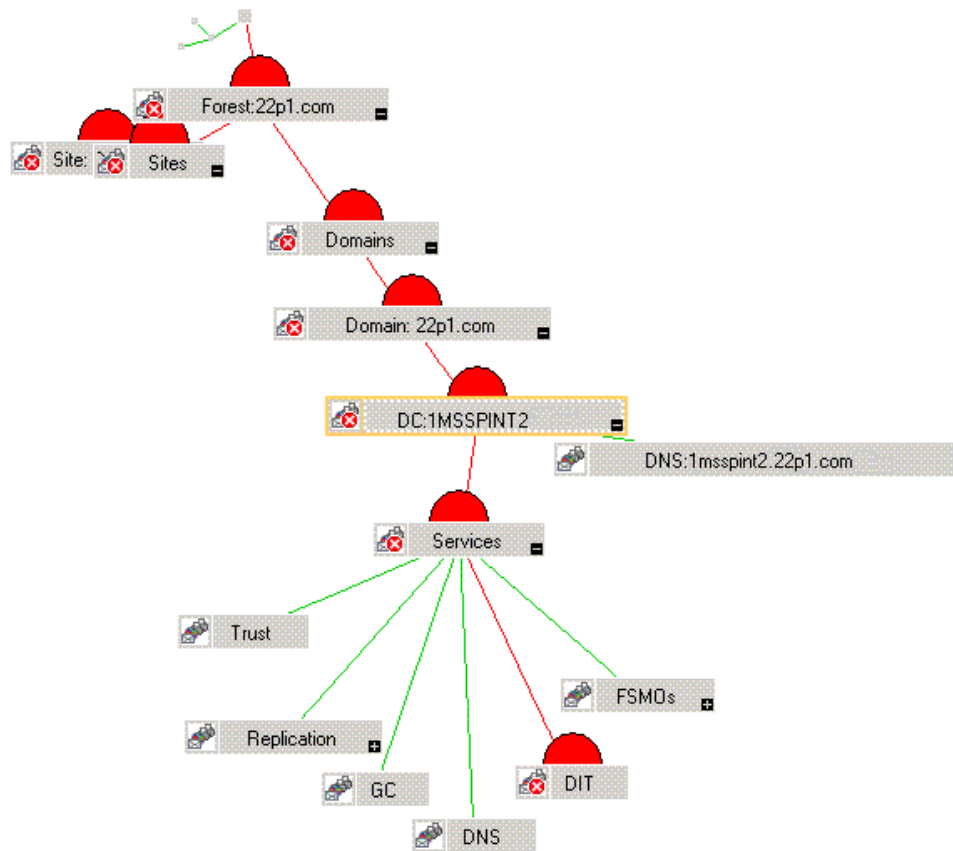 Forest:22p1.com
Site:
Sites
Domains
Domain: 22p1.com
DC:1MSSPINT2
DNS:1msspint2.22p1.com
Services
Trust
FSMOs
Replication
GC
DIT
DNS